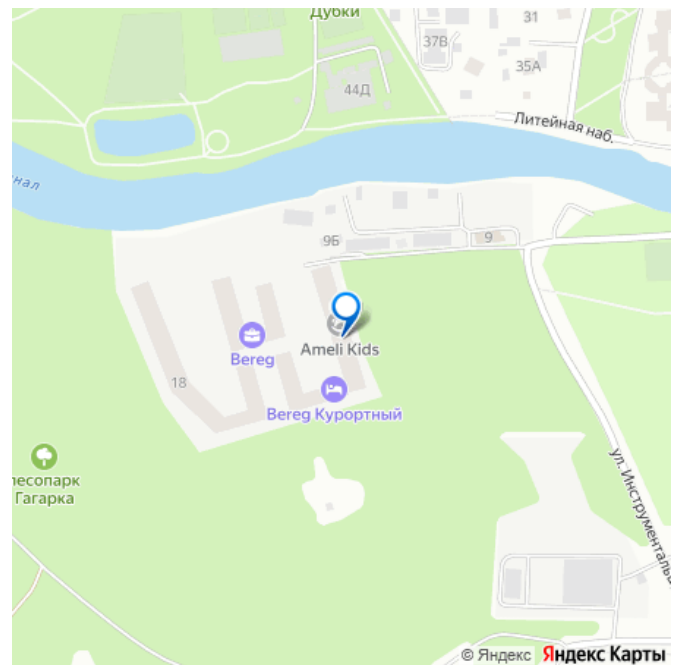 Дубки
31
37В
35А
44Д
Литейная наб.
нал
9Б
9
Ameli Kids
Bereg
18
Bereg Курортный
лесопарк
Гагарка
ул. Инструментальн
© Яндекс Яндекс Карты